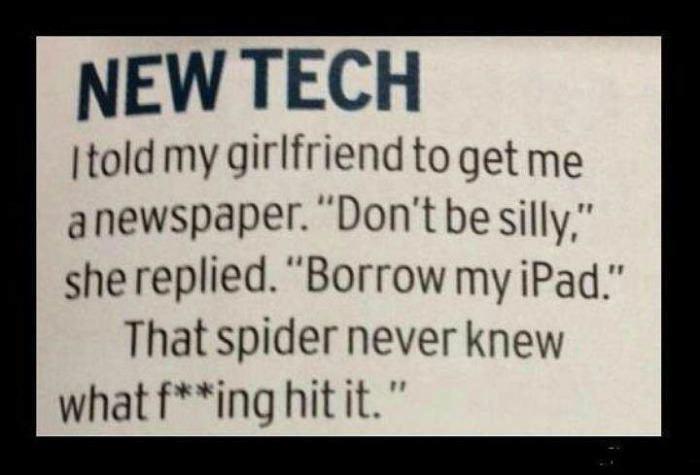 NEW TECH
I told my girlfriend to get me
a newspaper. “Don't be silly,”
she replied. “Borrow my iPad.”
That spider never knew
what f**ing hit it.”